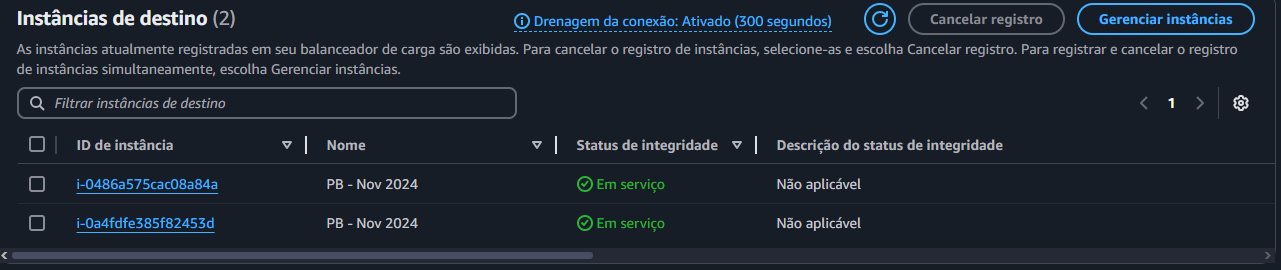 Instâncias de destino (2)
Drenagem da conexão: Ativado (300 segundos)
Cancelar registro
Gerenciar instâncias
As instâncias atualmente registradas em seu balanceador de carga são exibidas. Para cancelar o registro de instâncias, selecione-as e escolha Cancelar registro. Para registrar e cancelar o registro
de instâncias simultaneamente, escolha Gerenciar instâncias.
Filtrar instâncias de destino
1
ID de instância Nome Status de integridade Descrição do status de integridade
i-0486a575cac08a84a PB - Nov 2024 Em serviço Não aplicável
i-0a4fdfe385f82453d PB - Nov 2024 Em serviço Não aplicável